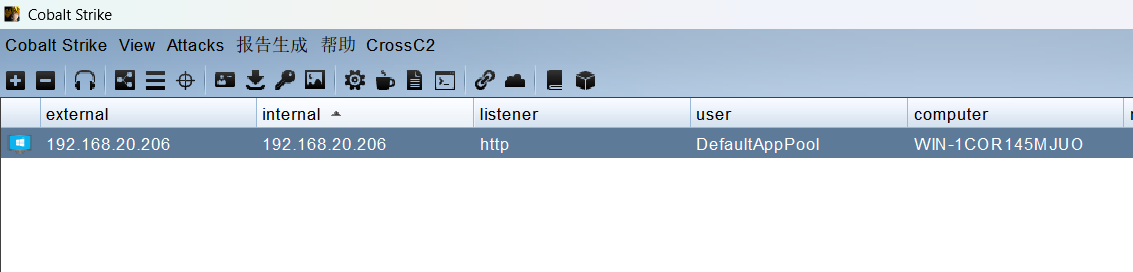 Cobalt Strike
Cobalt Strike View Attacks 报告生成 帮助 CrossC2
external internal listener user computer
192.168.20.206 192.168.20.206 http DefaultAppPool WIN-1COR145MJUO